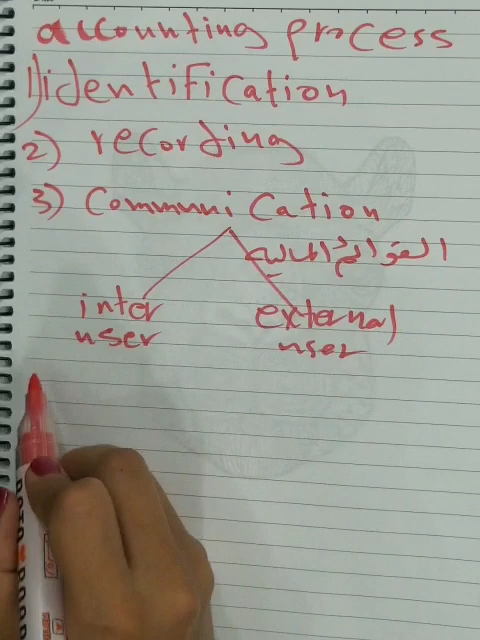 accounting process
1) identification
2) recording
3) Communication
القوائم المالية
inter external
user user